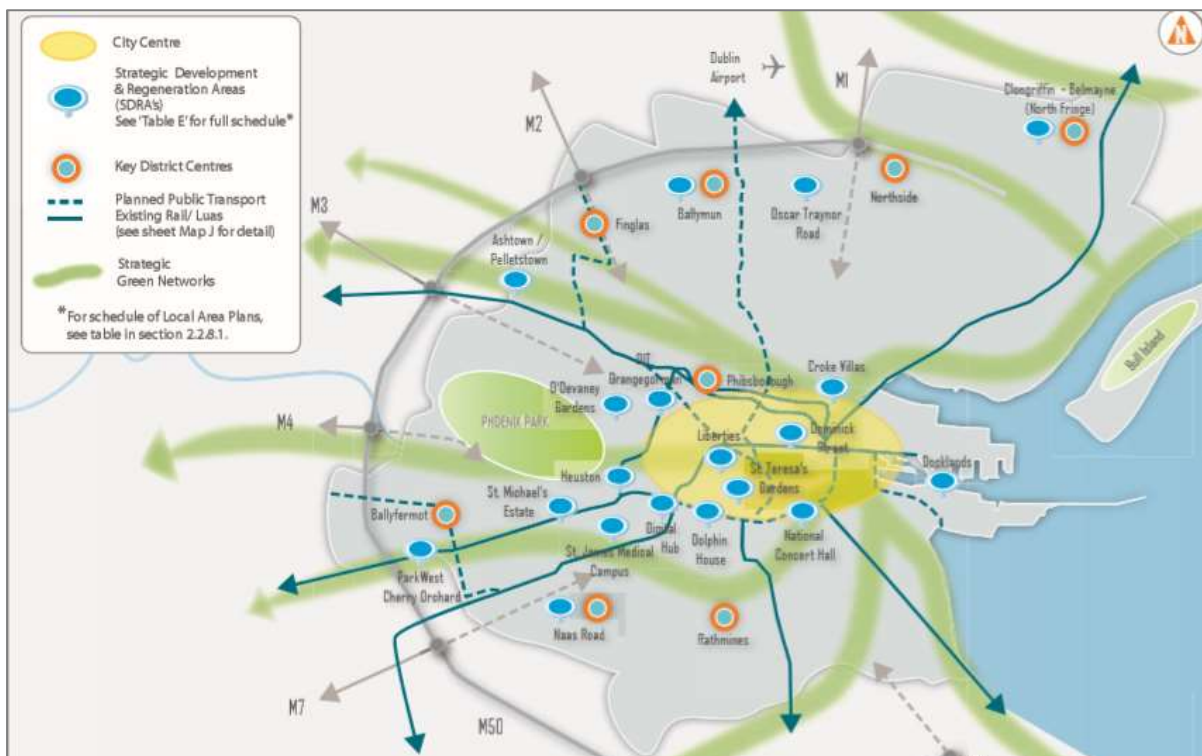 City Centre
Strategic Development
& Regeneration Areas
(SDRA's)
See 'Table E' for full schedule*
Key District Centres
Planned Public Transport
Existing Rail/ Luas
(see sheet Map J for detail)
Strategic
Green Networks
*For schedule of Local Area Plans,
see table in section 2.2.8.1.
N
Dublin
Airport
M1
Clongriffin - Belmayne
(North Fringe)
M2
Northside
Ballymun
Oscar Traynor
Road
Finglas
M3
Ashtown /
Pelletstown
Bull Island
DIT
Grangegorman
Phibsborough
Croke Villas
O'Devaney
Gardens
PHOENIX PARK
M4
Liberties
Dominick
Street
Heuston
St. Teresa's
Gardens
Docklands
St. Michael's
Estate
Ballyfermot
Digital
Hub
Dolphin
House
National
Concert Hall
St. James Medical
Campus
ParkWest
Cherry Orchard
Naas Road
Rathmines
M7
M50